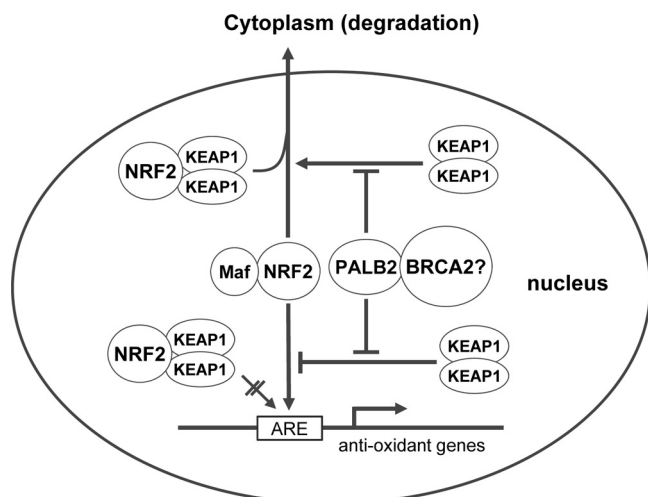 Cytoplasm (degradation)
NRF2
KEAP1
KEAP1
KEAP1
KEAP1
Maf
NRF2
PALB2
BRCA2?
nucleus
NRF2
KEAP1
KEAP1
KEAP1
KEAP1
ARE
anti-oxidant genes